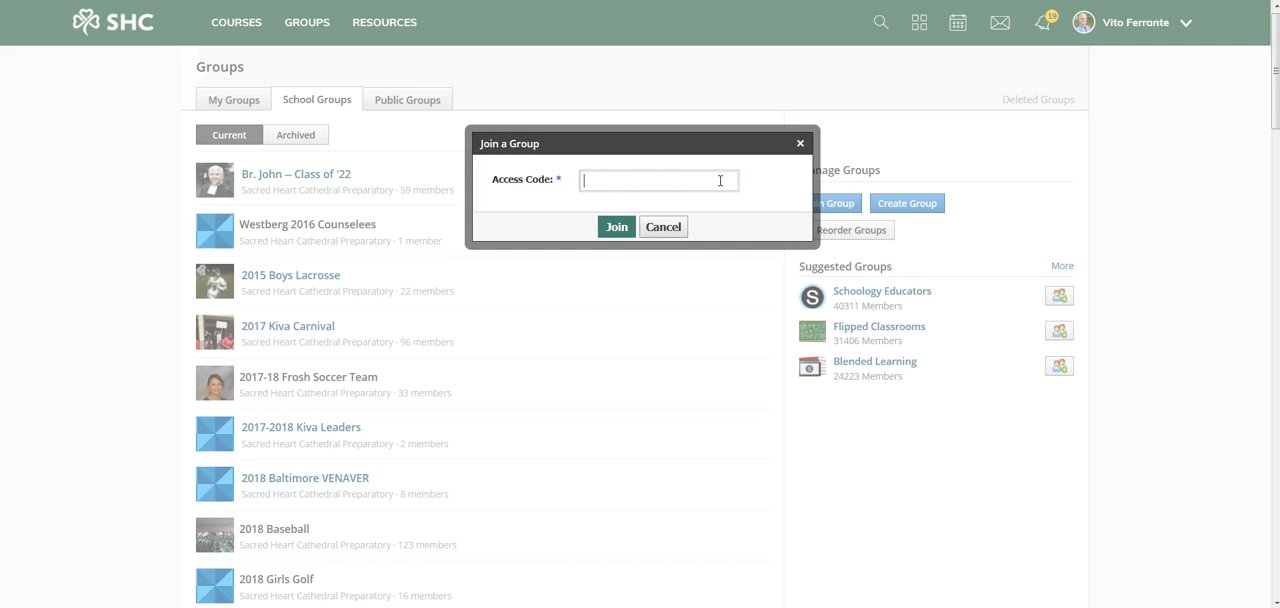 SHC
COURSES GROUPS RESOURCES
19
Vito Ferrante
Groups
My Groups School Groups Public Groups
Deleted Groups
Current Archived
Join a Group
Access Code: *
Join Cancel
Br. John -- Class of '22
Sacred Heart Cathedral Preparatory · 59 members
Westberg 2016 Counselees
Sacred Heart Cathedral Preparatory · 1 member
2015 Boys Lacrosse
Sacred Heart Cathedral Preparatory · 22 members
2017 Kiva Carnival
Sacred Heart Cathedral Preparatory · 96 members
2017-18 Frosh Soccer Team
Sacred Heart Cathedral Preparatory · 33 members
2017-2018 Kiva Leaders
Sacred Heart Cathedral Preparatory · 2 members
2018 Baltimore VENAVER
Sacred Heart Cathedral Preparatory · 8 members
2018 Baseball
Sacred Heart Cathedral Preparatory · 123 members
2018 Girls Golf
Sacred Heart Cathedral Preparatory · 16 members
Groups
Group Create Group
Reorder Groups
Suggested Groups More
Schoology Educators
40311 Members
Flipped Classrooms
31406 Members
Blended Learning
24223 Members